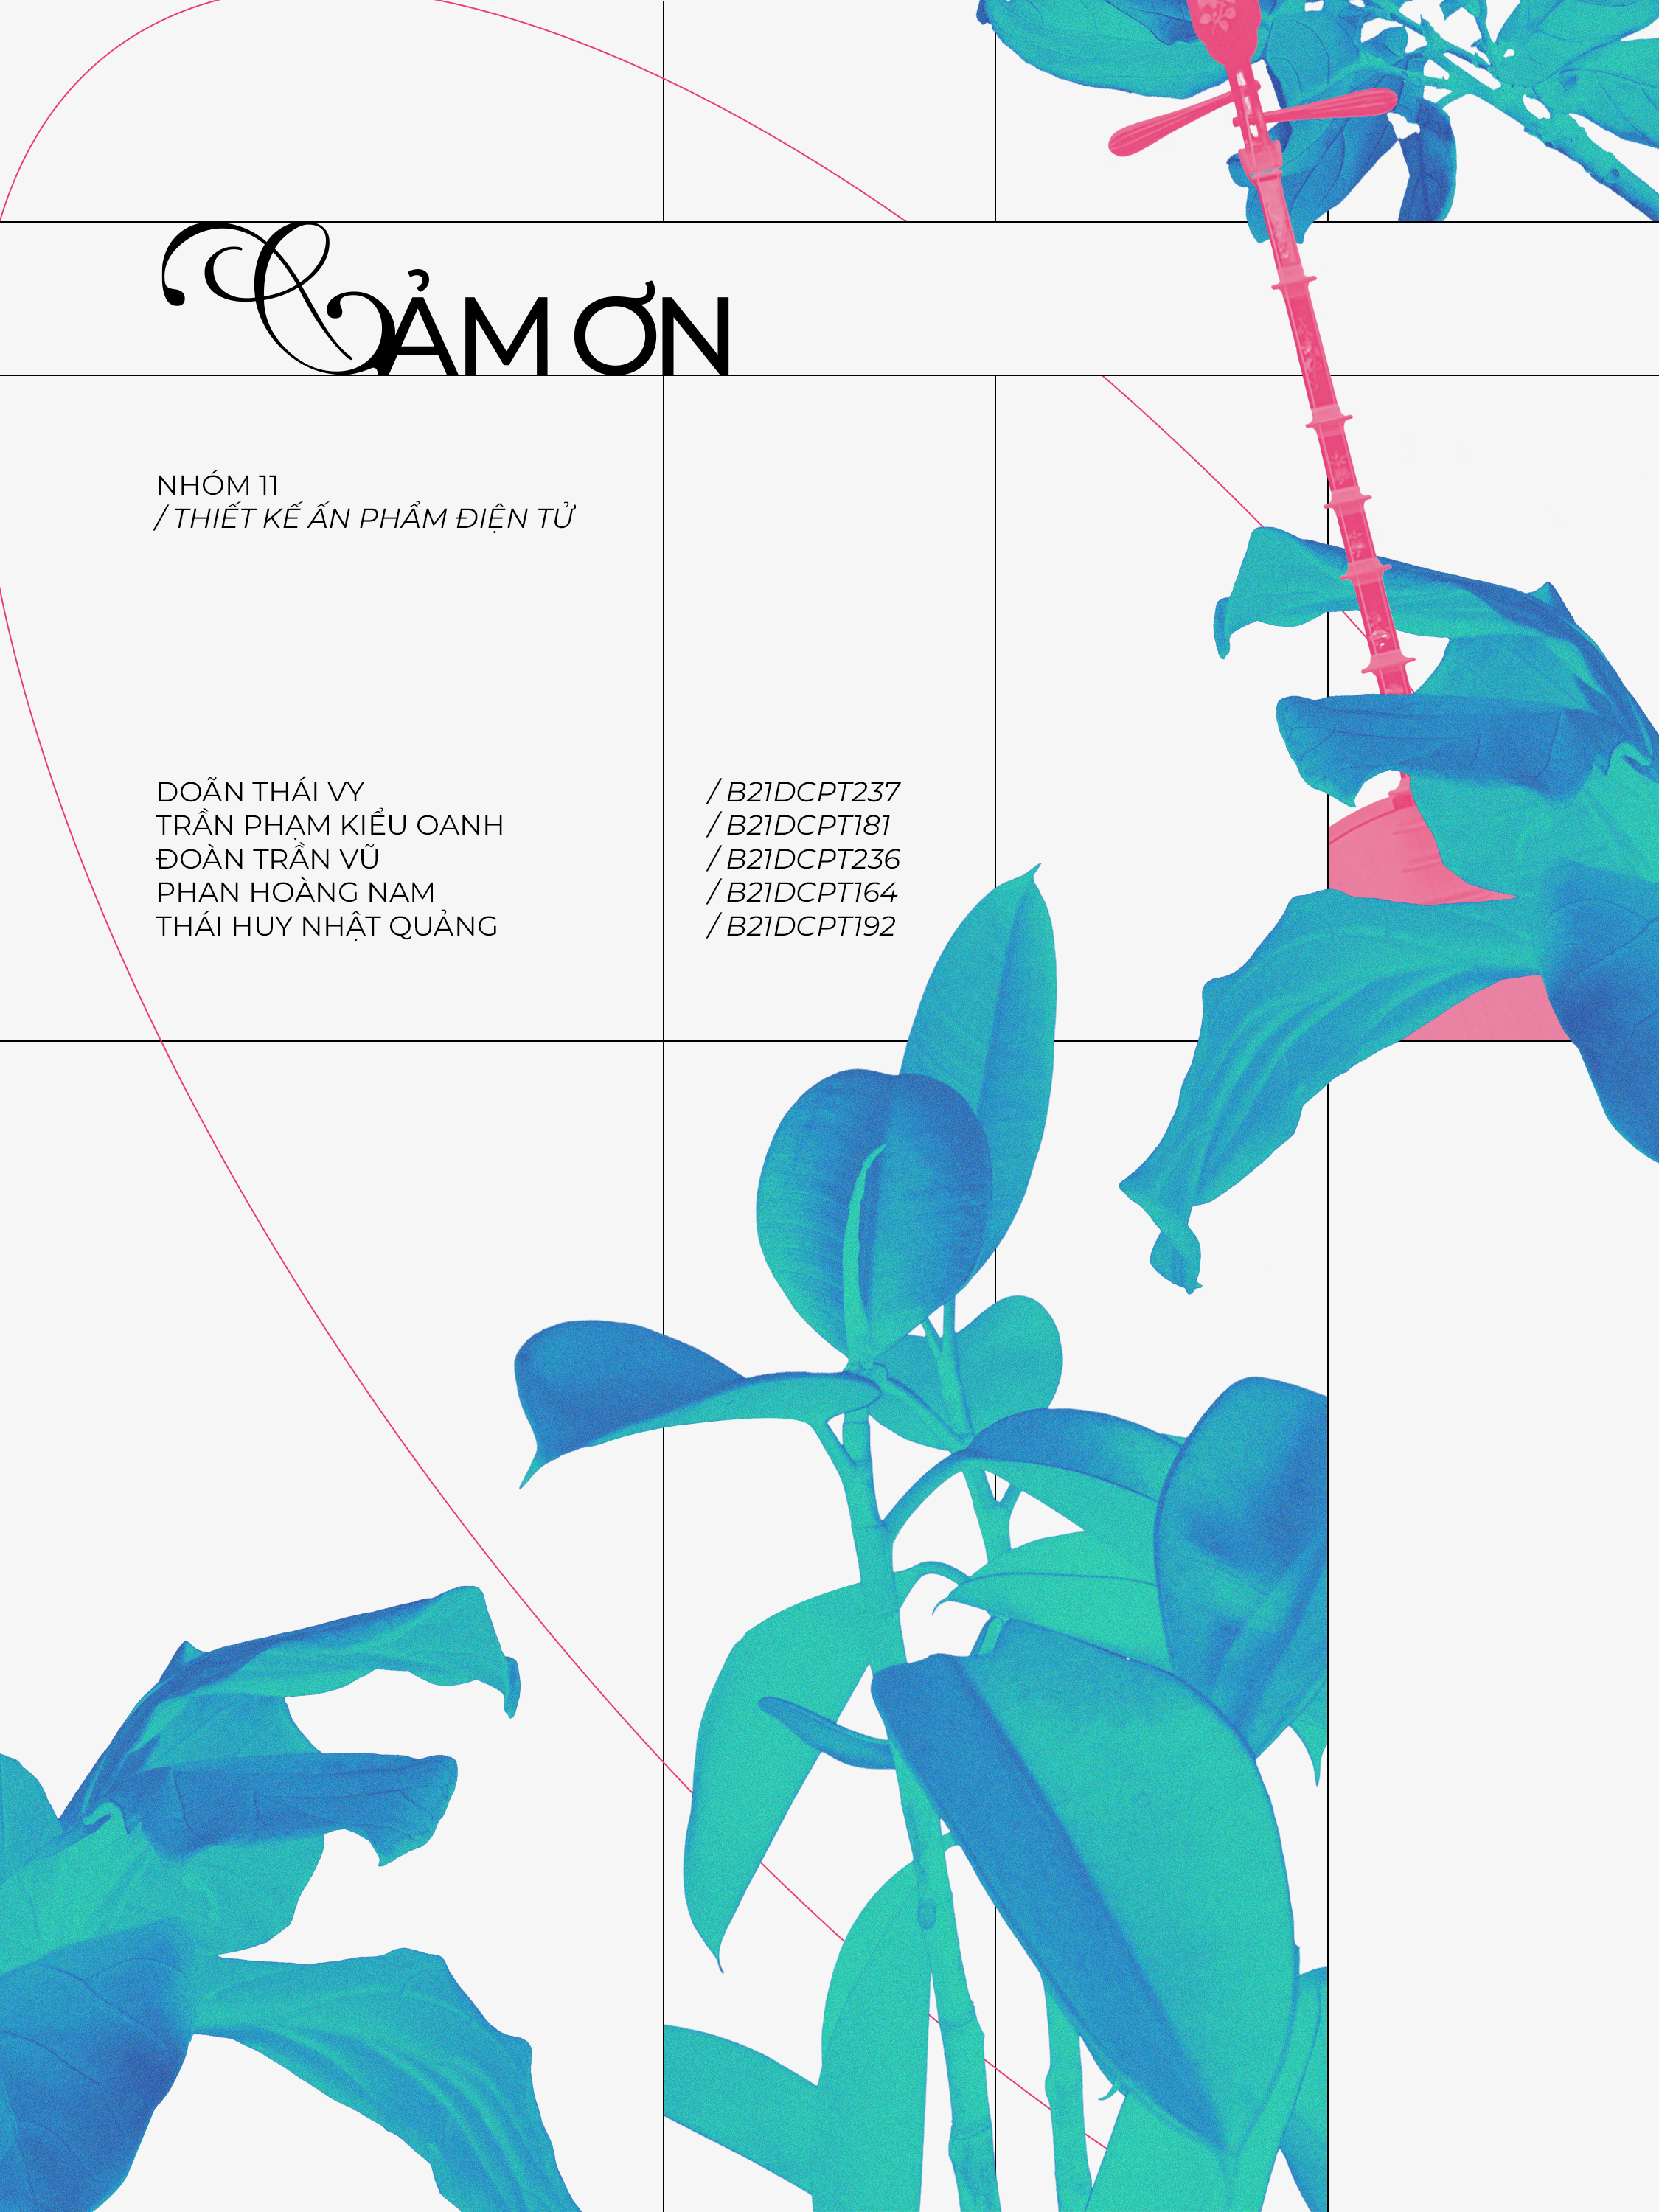 CẢM ƠN
NHÓM 11
/ THIẾT KẾ ẤN PHẨM ĐIỆN TỬ
DOÃN THÁI VY / B21DCPT237
TRẦN PHẠM KIỂU OANH / B21DCPT181
ĐOÀN TRẦN VŨ / B21DCPT236
PHAN HOÀNG NAM / B21DCPT164
THÁI HUY NHẬT QUẢNG / B21DCPT192